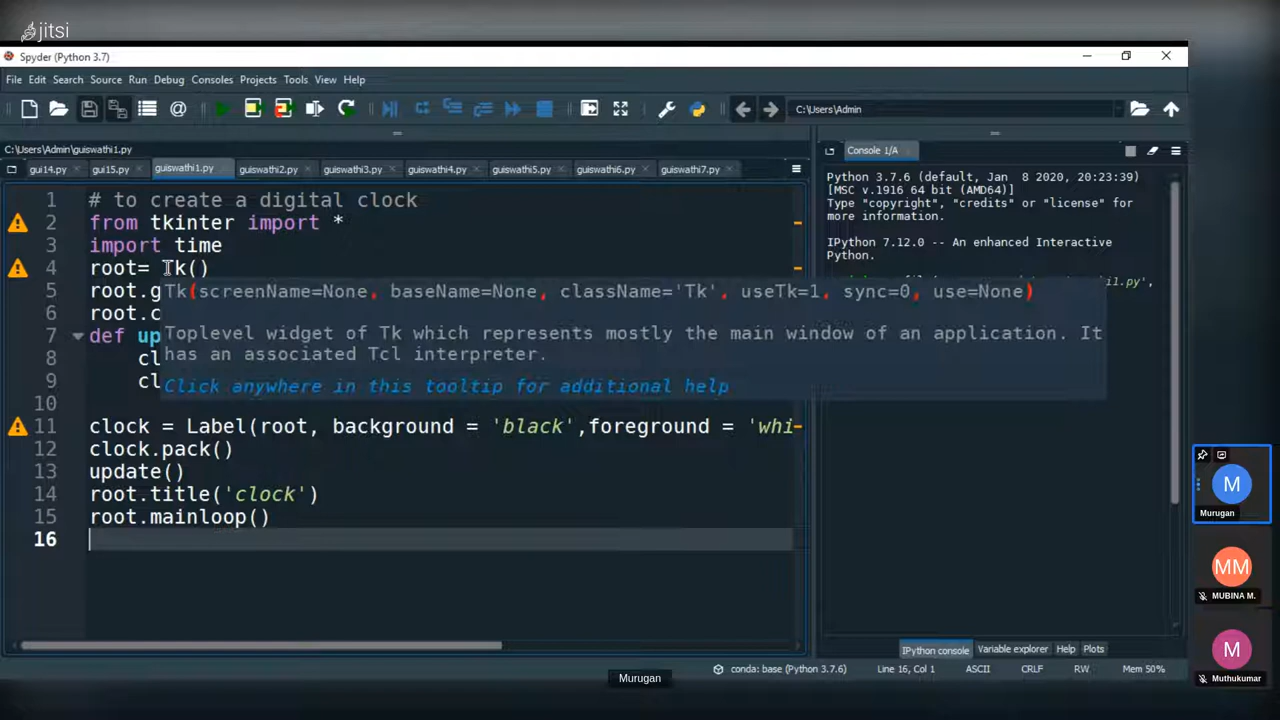 jitsi
Spyder (Python 3.7)
File Edit Search Source Run Debug Consoles Projects Tools View Help
C:\Users\Admin
C:\Users\Admin\guiswathi1.py
gui14.py gui15.py guiswathi1.py guiswathi2.py guiswathi3.py guiswathi4.py guiswathi5.py guiswathi6.py guiswathi7.py
1 # to create a digital clock
2 from tkinter import *
3 import time
4 root= Tk()
5 root.g
6 root.c
7 def up
8 cl
9 cl
10
11 clock = Label(root, background = 'black',foreground = 'whi
12 clock.pack()
13 update()
14 root.title('clock')
15 root.mainloop()
16
Tk(screenName=None, baseName=None, className='Tk', useTk=1, sync=0, use=None)
Toplevel widget of Tk which represents mostly the main window of an application. It
has an associated Tcl interpreter.
Click anywhere in this tooltip for additional help
Console 1/A
Python 3.7.6 (default, Jan 8 2020, 20:23:39)
[MSC v.1916 64 bit (AMD64)]
Type "copyright", "credits" or "license" for
more information.
IPython 7.12.0 -- An enhanced Interactive
Python.
IPython console Variable explorer Help Plots
conda: base (Python 3.7.6) Line 16, Col 1 ASCII CRLF RW Mem 50%
Murugan
M
Murugan
MM
MUBINA M.
M
Muthukumar